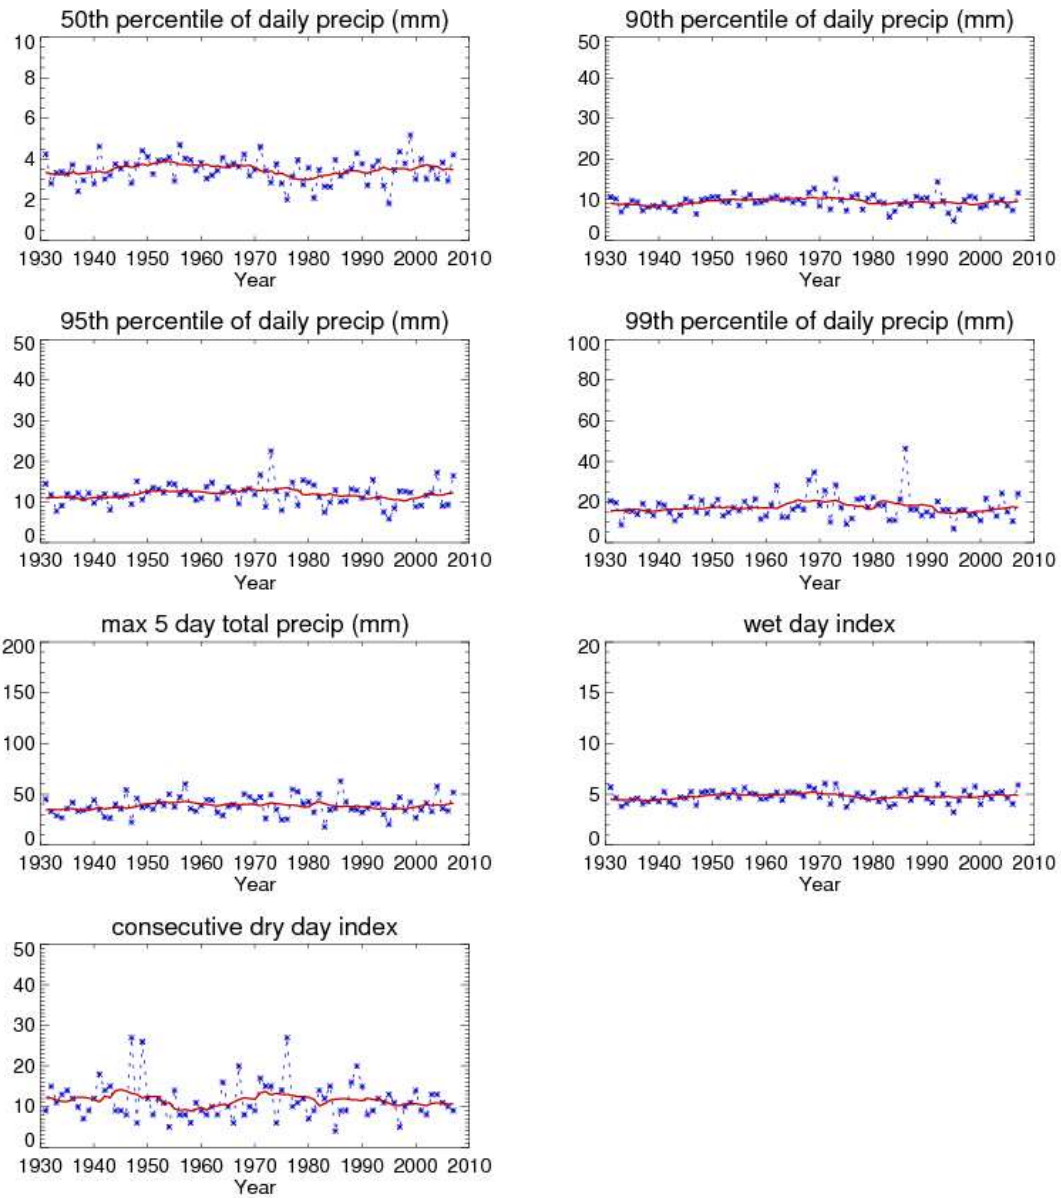 50th percentile of daily precip (mm)
10
8
6
4
2
0
1930 1940 1950 1960 1970 1980 1990 2000 2010
Year
90th percentile of daily precip (mm)
50
40
30
20
10
0
1930 1940 1950 1960 1970 1980 1990 2000 2010
Year
95th percentile of daily precip (mm)
50
40
30
20
10
0
1930 1940 1950 1960 1970 1980 1990 2000 2010
Year
99th percentile of daily precip (mm)
100
80
60
40
20
0
1930 1940 1950 1960 1970 1980 1990 2000 2010
Year
max 5 day total precip (mm)
200
150
100
50
0
1930 1940 1950 1960 1970 1980 1990 2000 2010
Year
wet day index
20
15
10
5
0
1930 1940 1950 1960 1970 1980 1990 2000 2010
Year
consecutive dry day index
50
40
30
20
10
0
1930 1940 1950 1960 1970 1980 1990 2000 2010
Year